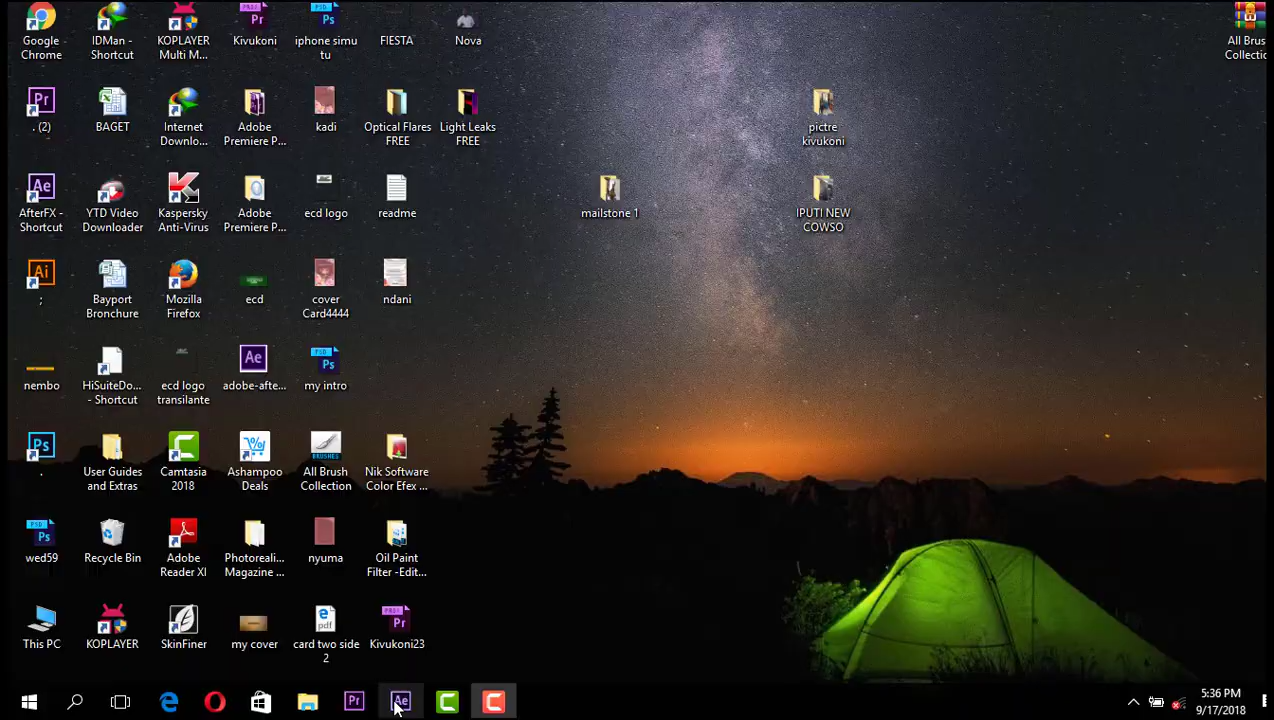 Google
Chrome
IDMan -
Shortcut
KOPLAYER
Multi M...
Kivukoni
iphone simu
tu
FIESTA
Nova
All Brus
Collectio
. (2)
BAGET
Internet
Downlo...
Adobe
Premiere P...
kadi
Optical Flares
FREE
Light Leaks
FREE
pictre
kivukoni
AfterFX -
Shortcut
YTD Video
Downloader
Kaspersky
Anti-Virus
Adobe
Premiere P...
ecd logo
readme
mailstone 1
IPUTI NEW
COWSO
;
Bayport
Bronchure
Mozilla
Firefox
ecd
cover
Card4444
ndani
nembo
HiSuiteDo...
- Shortcut
ecd logo
transilante
adobe-afte...
my intro
.
User Guides
and Extras
Camtasia
2018
Ashampoo
Deals
All Brush
Collection
Nik Software
Color Efex ...
wed59
Recycle Bin
Adobe
Reader XI
Photoreali...
Magazine ...
nyuma
Oil Paint
Filter -Edit...
This PC
KOPLAYER
SkinFiner
my cover
card two side
2
Kivukoni23
5:36 PM
9/17/2018